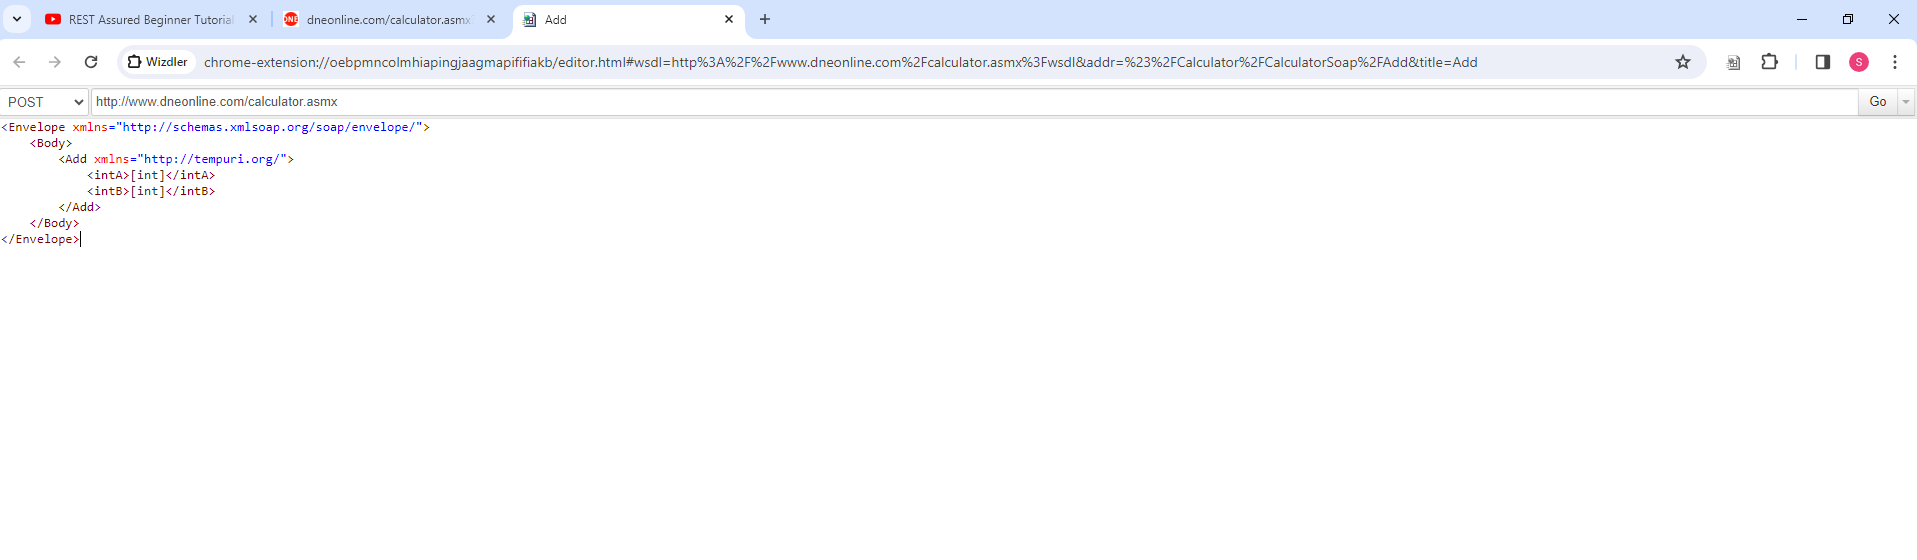 REST Assured Beginner Tutorial
DNE
dneonline.com/calculator.asmx
Add
Wizdler
chrome-extension://oebpmncolmhiapingjaagmapififiakb/editor.html#wsdl=http%3A%2F%2Fwww.dneonline.com%2Fcalculator.asmx%3Fwsdl&addr=%23%2FCalculator%2FCalculatorSoap%2FAdd&title=Add
S
POST
http://www.dneonline.com/calculator.asmx
Go
<Envelope xmlns="http://schemas.xmlsoap.org/soap/envelope/">
    <Body>
        <Add xmlns="http://tempuri.org/">
            <intA>[int]</intA>
            <intB>[int]</intB>
        </Add>
    </Body>
</Envelope>